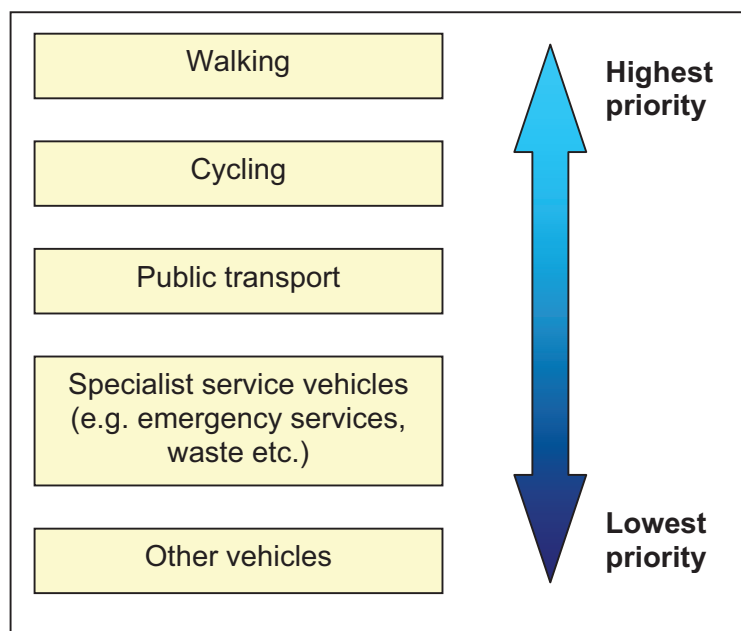 Walking
Highest
priority
Cycling
Public transport
Specialist service vehicles
(e.g. emergency services,
waste etc.)
Lowest
priority
Other vehicles